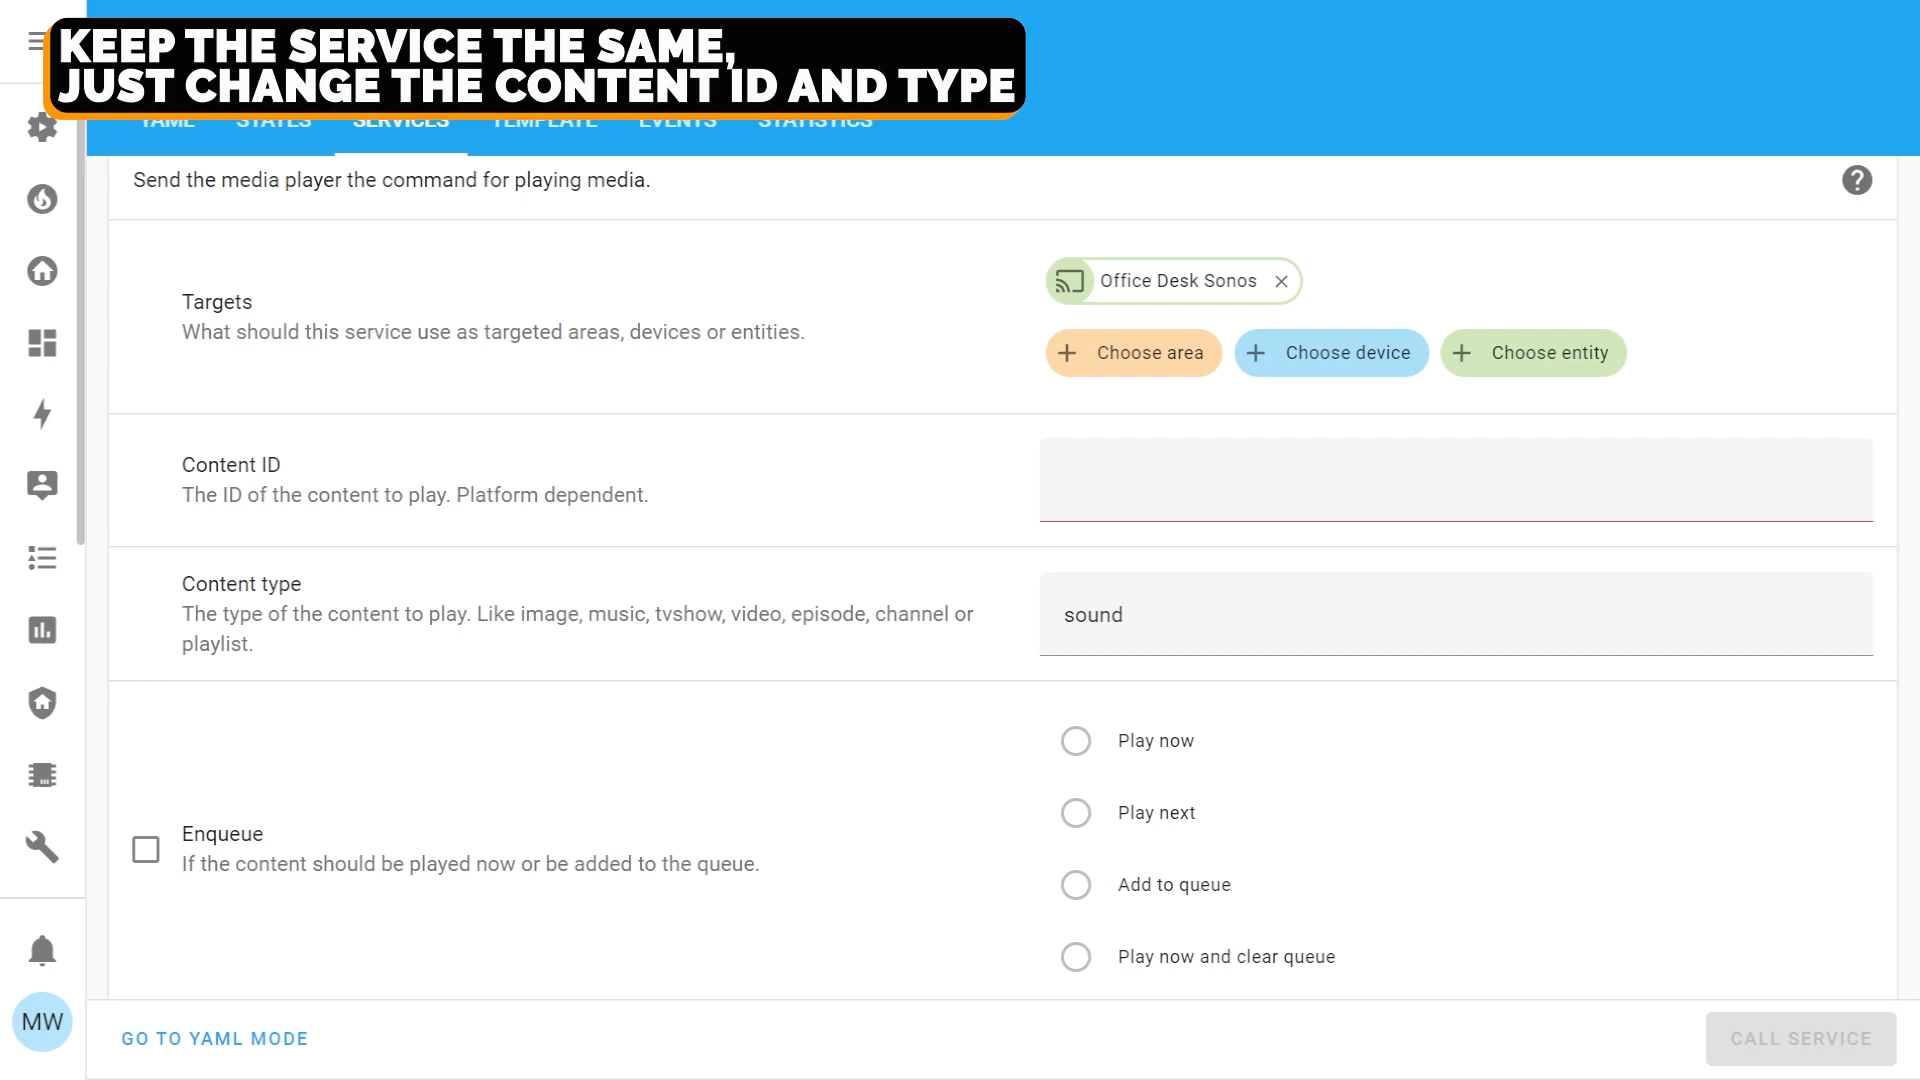 KEEP THE SERVICE THE SAME,
JUST CHANGE THE CONTENT ID AND TYPE
YAML STATES SERVICES TEMPLATE EVENTS STATISTICS
Send the media player the command for playing media.
Office Desk Sonos
Targets
What should this service use as targeted areas, devices or entities.
Choose area Choose device Choose entity
Content ID
The ID of the content to play. Platform dependent.
Content type
The type of the content to play. Like image, music, tvshow, video, episode, channel or
playlist.
sound
Play now
Play next
Enqueue
If the content should be played now or be added to the queue.
Add to queue
Play now and clear queue
MW
GO TO YAML MODE
CALL SERVICE